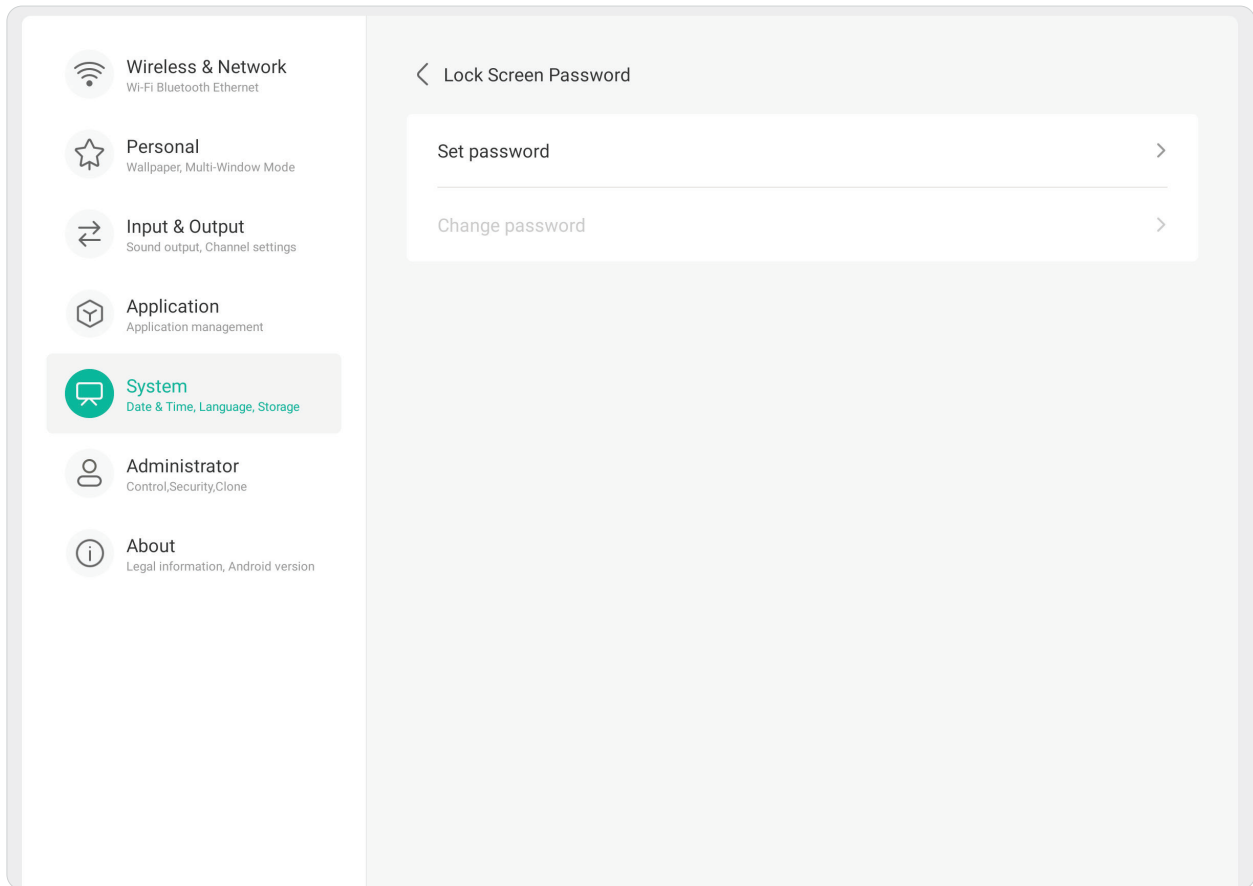 Wireless & Network
Wi-Fi Bluetooth Ethernet
Personal
Wallpaper, Multi-Window Mode
Input & Output
Sound output, Channel settings
Application
Application management
System
Date & Time, Language, Storage
Administrator
Control,Security,Clone
About
Legal information, Android version
Lock Screen Password
Set password
Change password